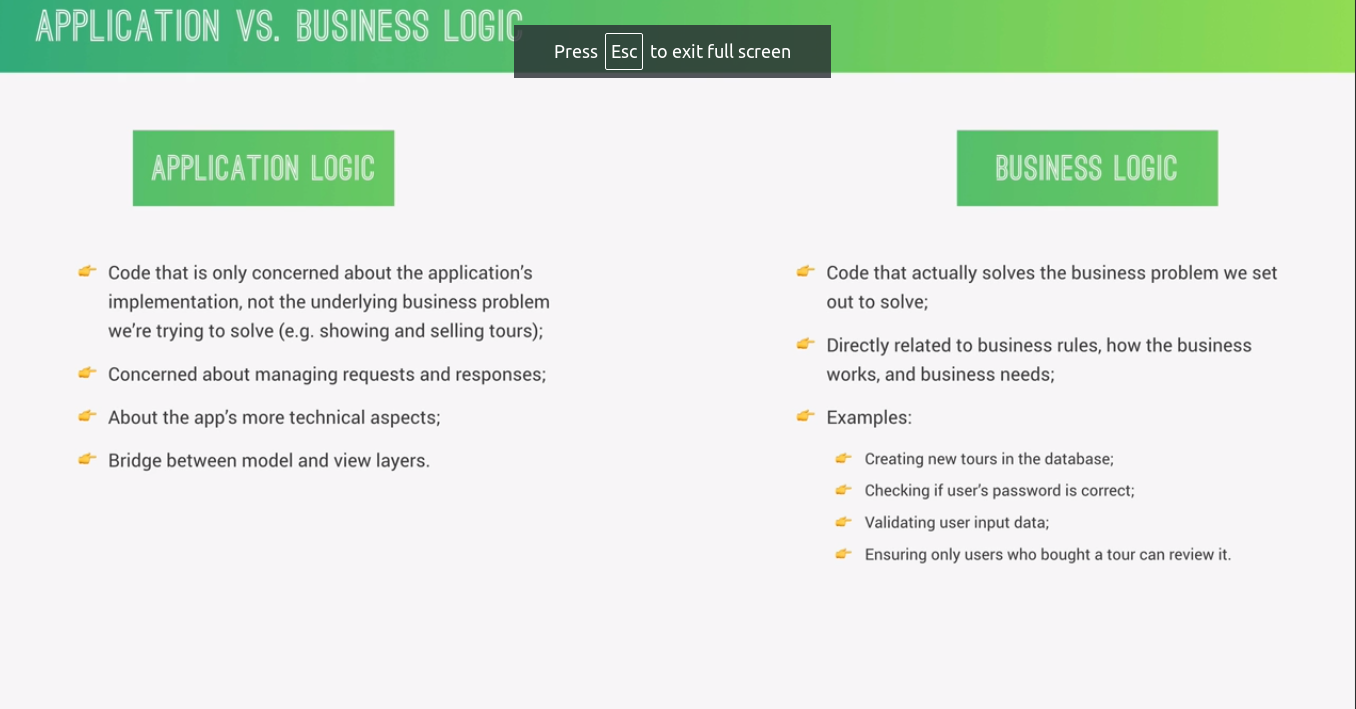 APPLICATION VS. BUSINESS LOGIC
Press Esc to exit full screen
APPLICATION LOGIC
Code that is only concerned about the application’s
implementation, not the underlying business problem
we’re trying to solve (e.g. showing and selling tours);
Concerned about managing requests and responses;
About the app’s more technical aspects;
Bridge between model and view layers.
BUSINESS LOGIC
Code that actually solves the business problem we set
out to solve;
Directly related to business rules, how the business
works, and business needs;
Examples:
Creating new tours in the database;
Checking if user’s password is correct;
Validating user input data;
Ensuring only users who bought a tour can review it.